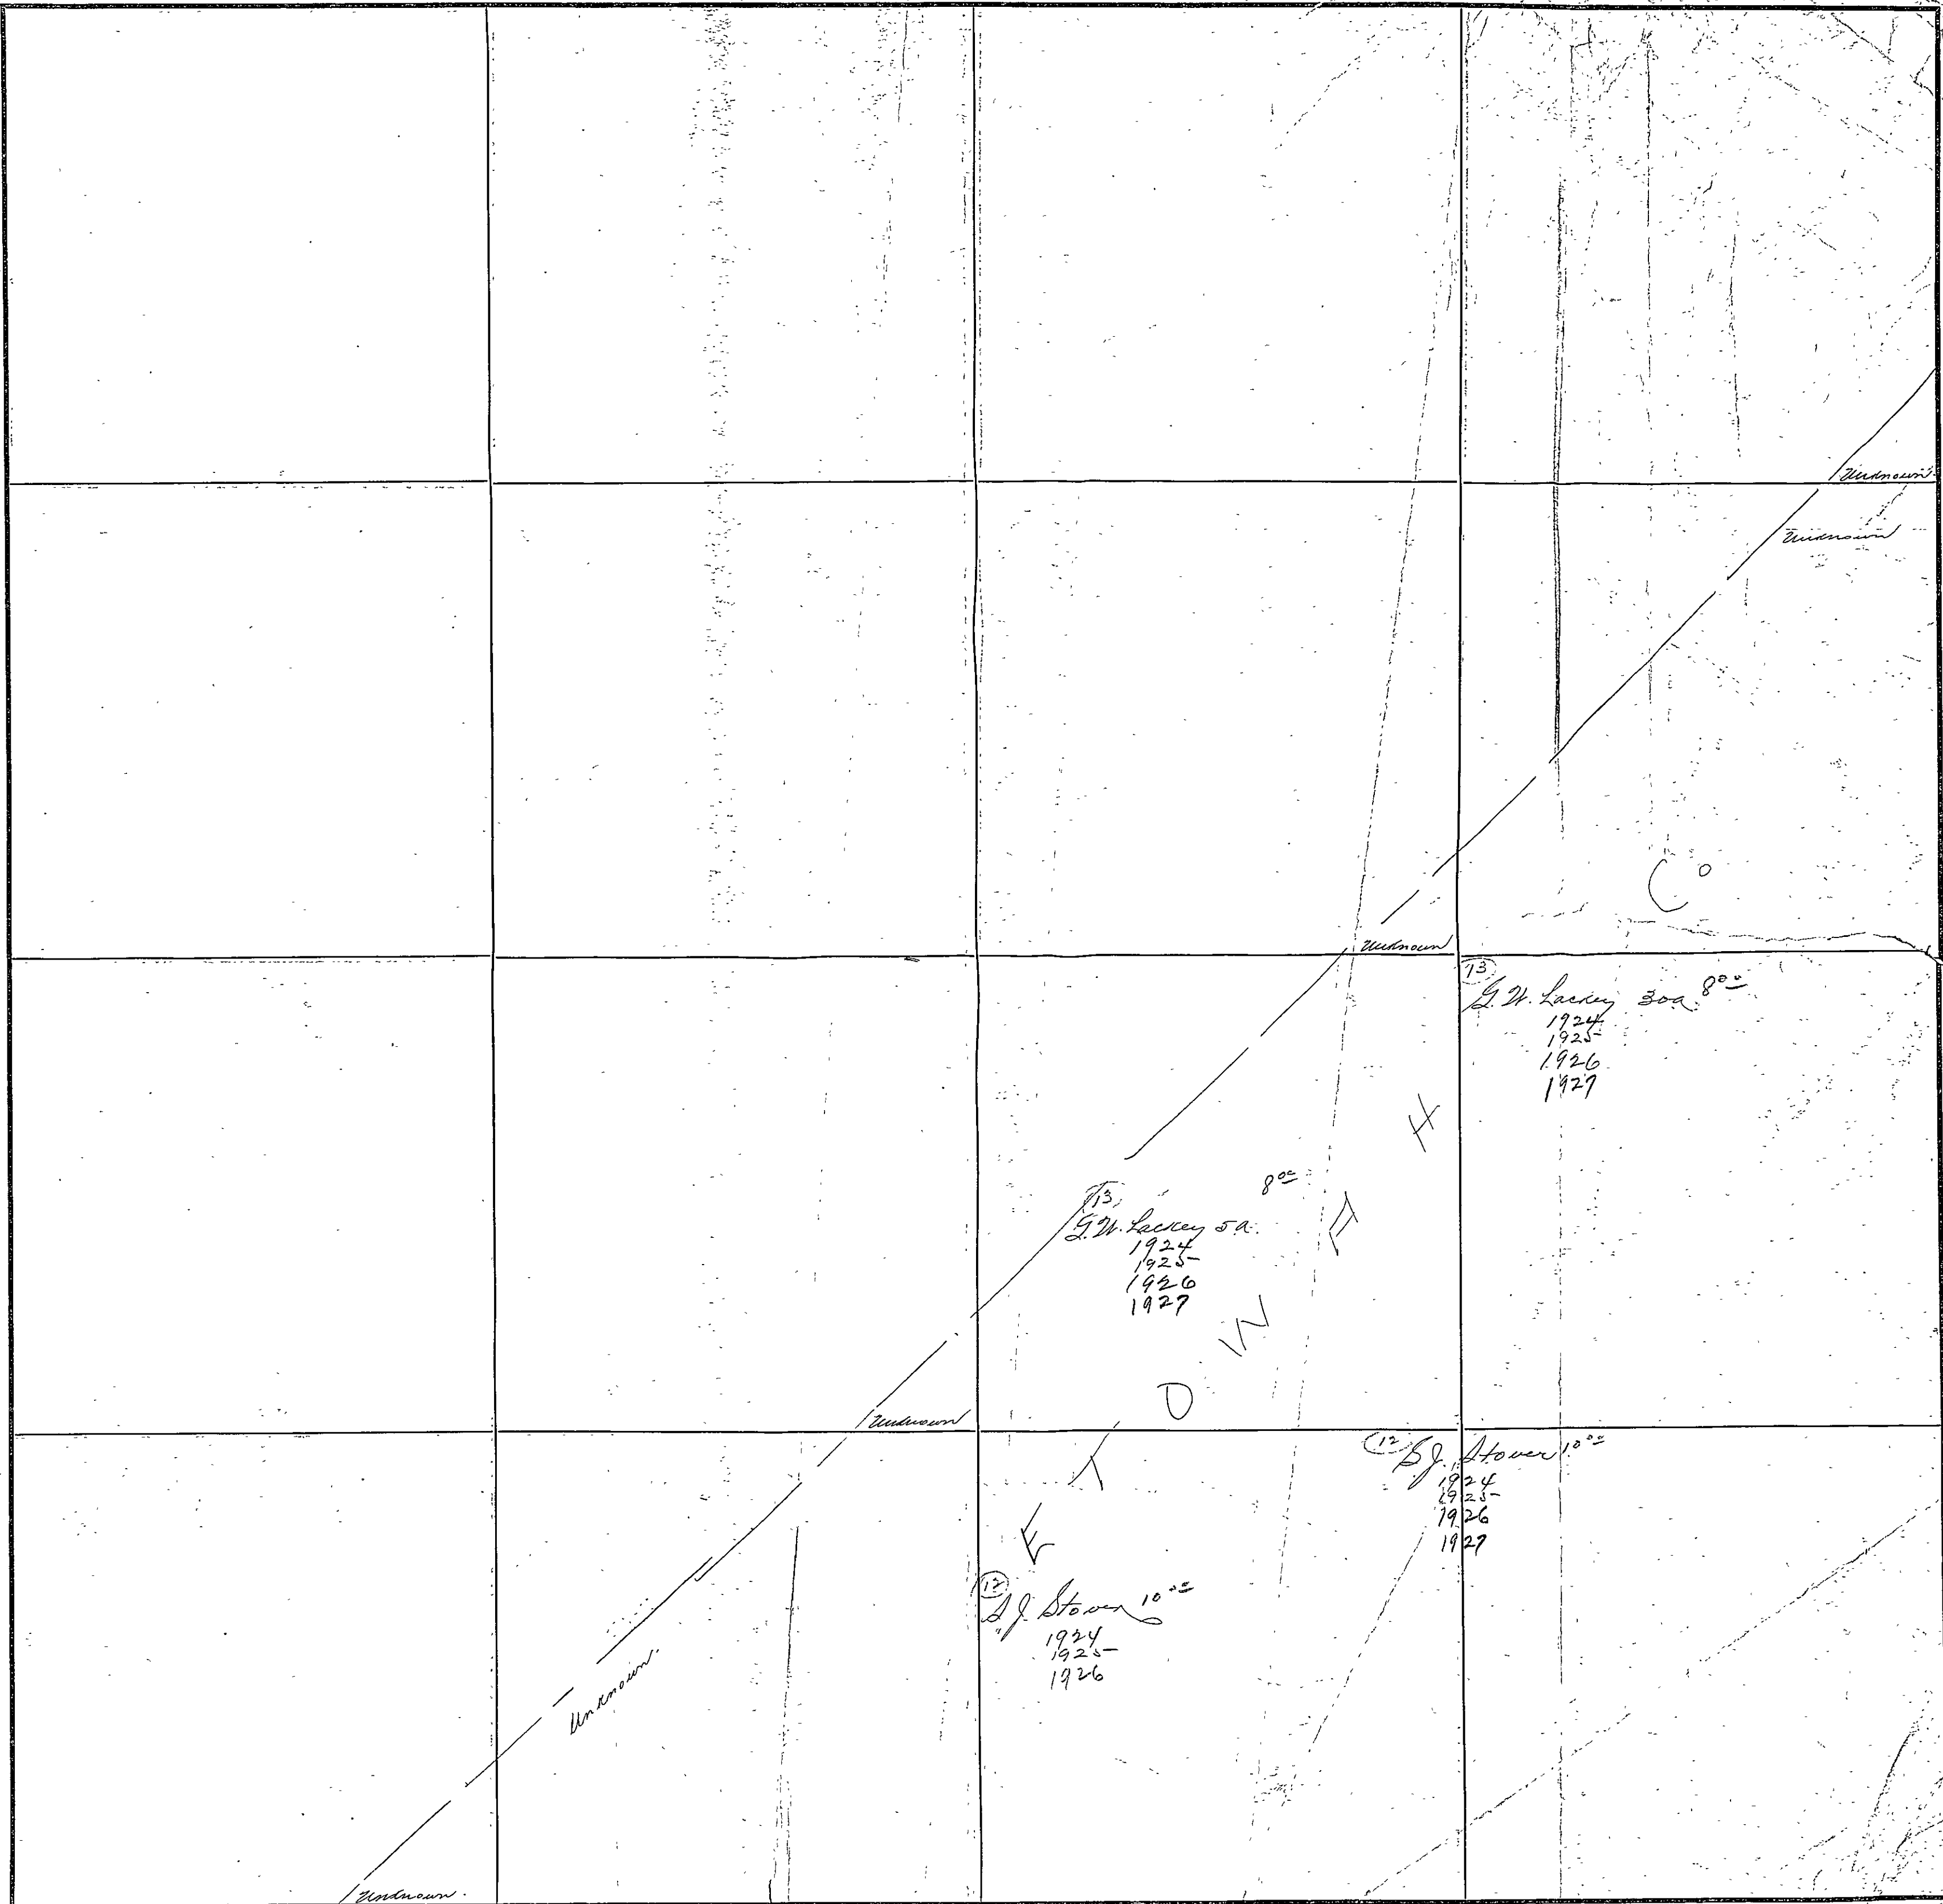 Unknown
Unknown
C o
Unknown
(13)
G. W. Lackey 30a. 8 00
1924
1925
1926
1927
(13)
8 00
G. W. Lackey 5a.
1924
1925
1926
1927
Unknown
(12) S. J. Stover 10 00
1924
1925
1926
1927
(12)
S. J. Stover 10 00
1924
1925
1926
Unknown.
Unknown.